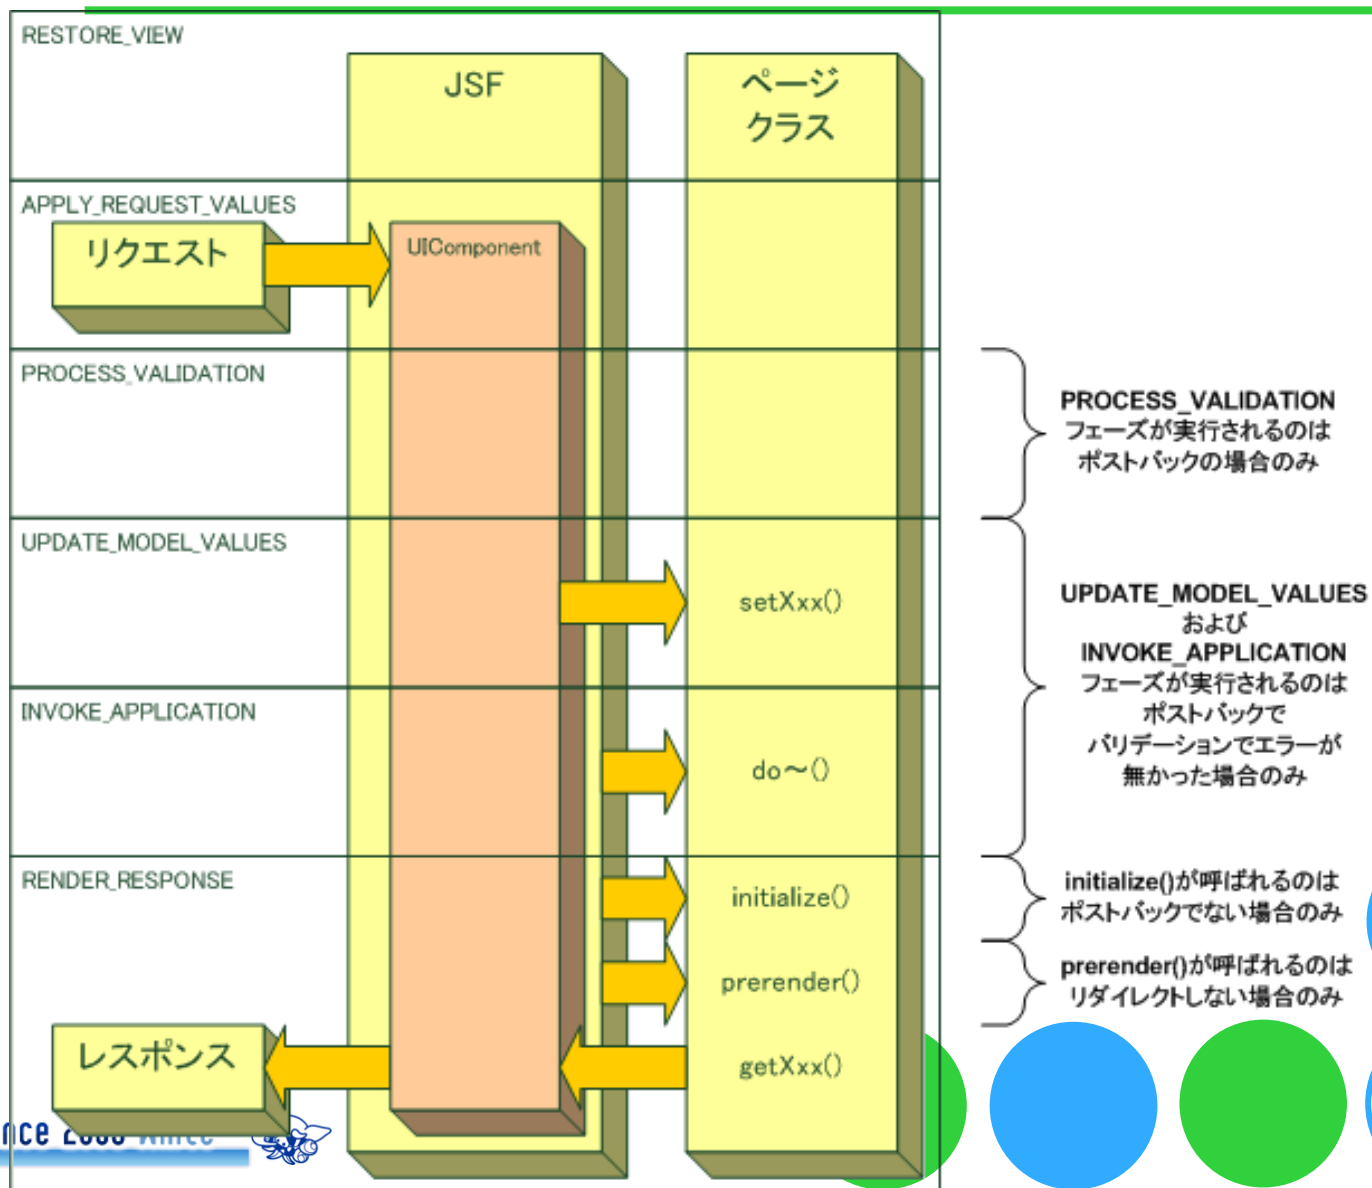 RESTORE_VIEW
JSF
ページ
クラス
APPLY_REQUEST_VALUES
リクエスト
UIComponent
PROCESS_VALIDATION
PROCESS_VALIDATION
フェーズが実行されるのは
ポストバックの場合のみ
UPDATE_MODEL_VALUES
setXxx()
UPDATE_MODEL_VALUES
および
INVOKE_APPLICATION
フェーズが実行されるのは
ポストバックで
バリデーションでエラーが
無かった場合のみ
INVOKE_APPLICATION
do～()
RENDER_RESPONSE
initialize()
initialize()が呼ばれるのは
ポストバックでない場合のみ
prerender()
prerender()が呼ばれるのは
リダイレクトしない場合のみ
レスポンス
getXxx()